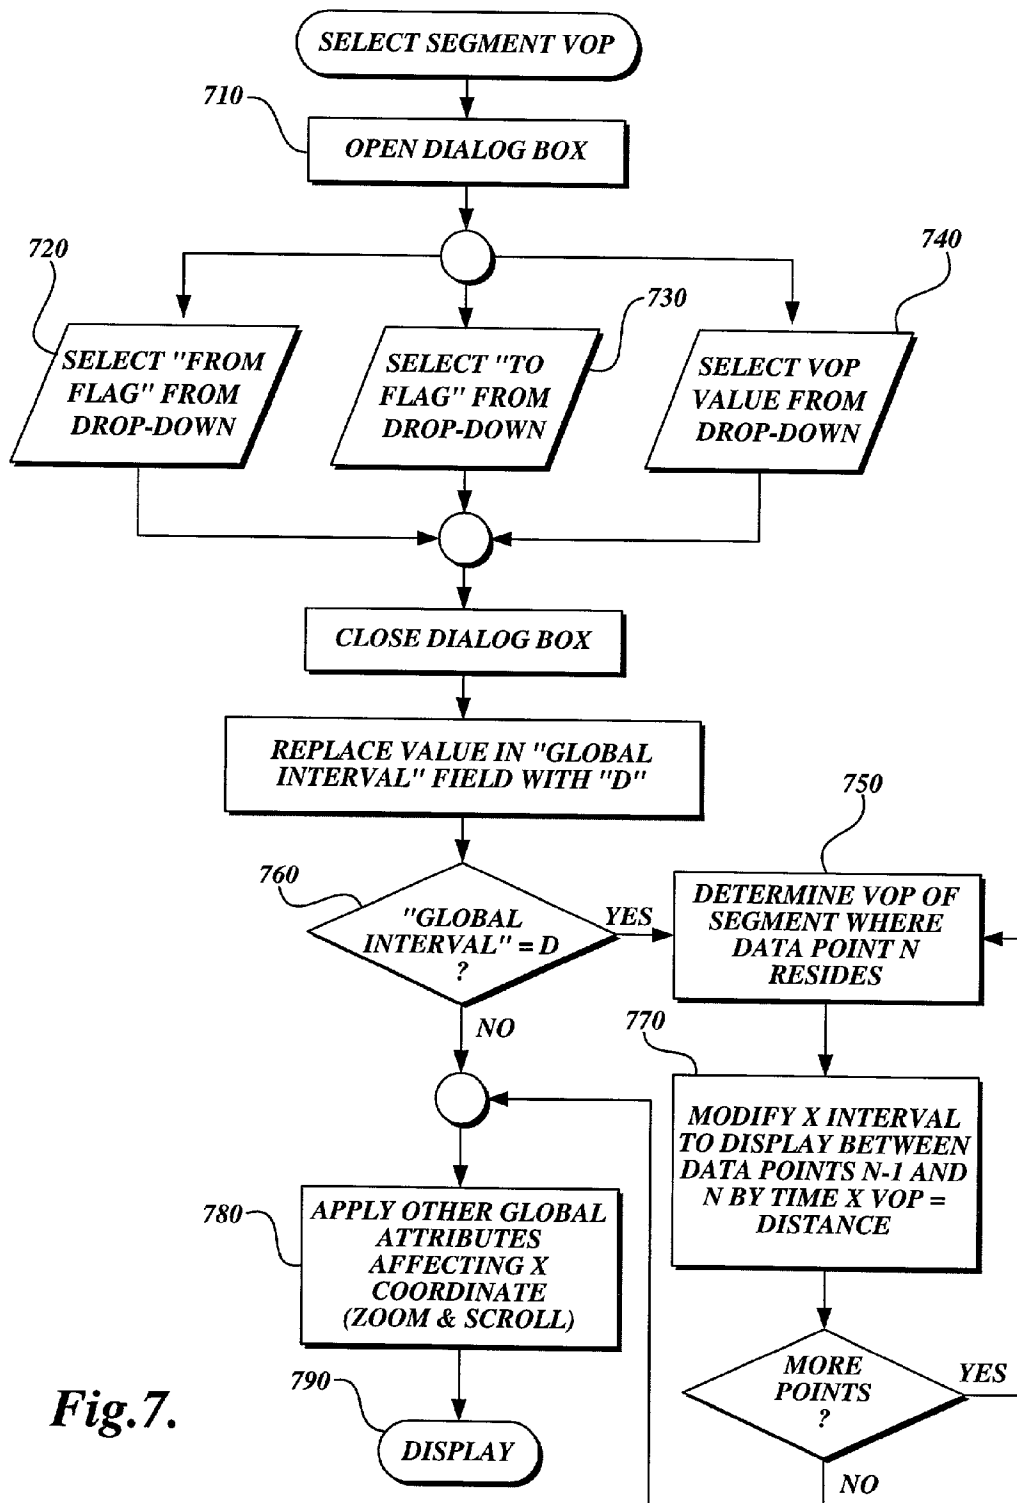 SELECT SEGMENT VOP
710
OPEN DIALOG BOX
720
730
740
SELECT "FROM
FLAG" FROM
DROP-DOWN
SELECT "TO
FLAG" FROM
DROP-DOWN
SELECT VOP
VALUE FROM
DROP-DOWN
CLOSE DIALOG BOX
REPLACE VALUE IN "GLOBAL
INTERVAL" FIELD WITH "D"
760
"GLOBAL
INTERVAL" = D
?
YES
NO
750
DETERMINE VOP OF
SEGMENT WHERE
DATA POINT N
RESIDES
770
MODIFY X INTERVAL
TO DISPLAY BETWEEN
DATA POINTS N-1 AND
N BY TIME X VOP =
DISTANCE
MORE
POINTS
?
YES
NO
780
APPLY OTHER GLOBAL
ATTRIBUTES
AFFECTING X
COORDINATE
(ZOOM & SCROLL)
790
DISPLAY
Fig.7.